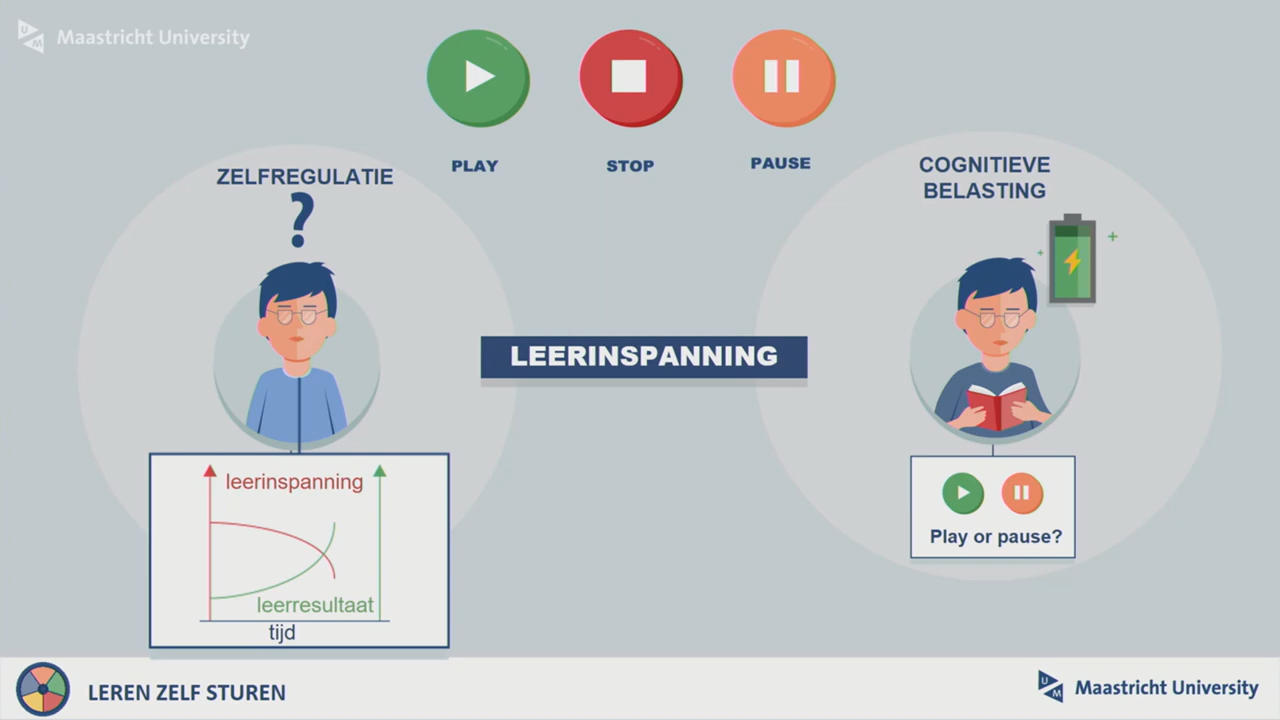 Maastricht University
PLAY
STOP
PAUSE
ZELFREGULATIE
?
COGNITIEVE
BELASTING
LEERINSPANNING
leerinspanning
leerresultaat
tijd
Play or pause?
LEREN ZELF STUREN
Maastricht University